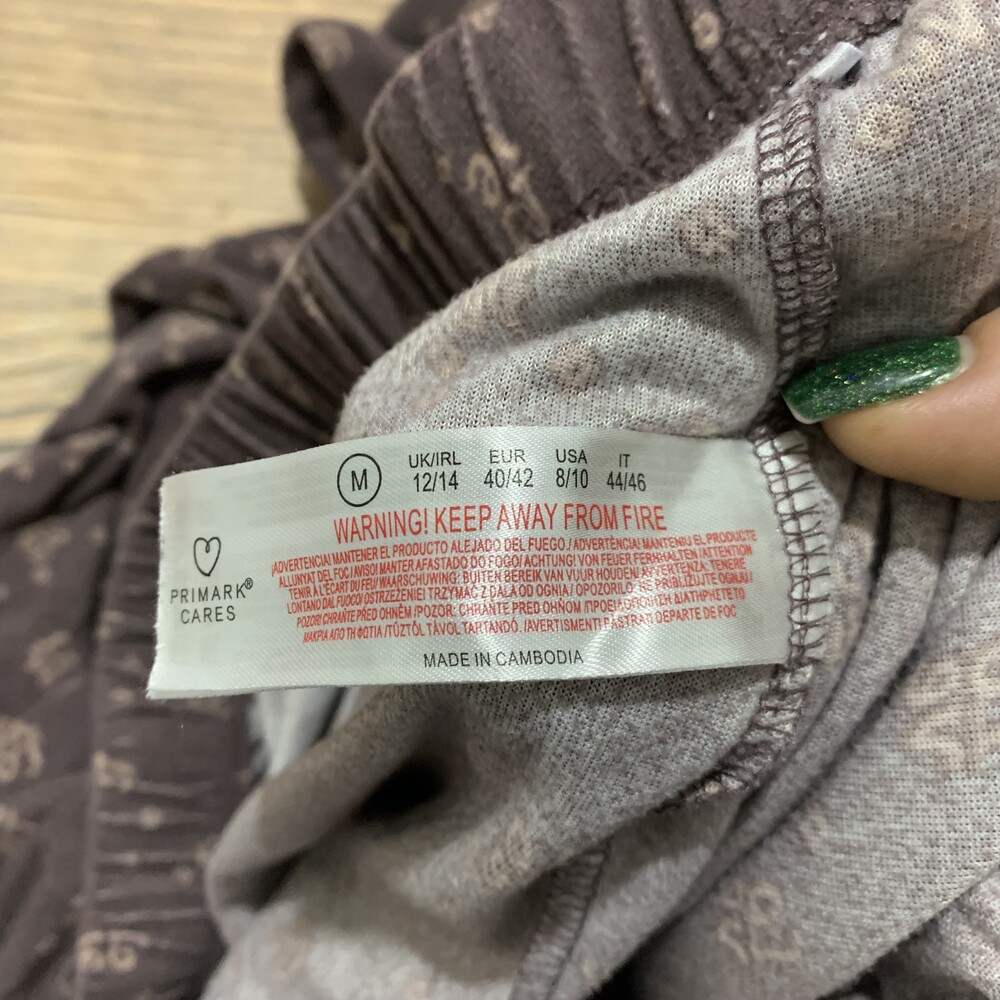 M
UK/IRL EUR USA IT
12/14 40/42 8/10 44/46
WARNING! KEEP AWAY FROM FIRE
¡ADVERTENCIA! MANTENER EL PRODUCTO ALEJADO DEL FUEGO./ADVERTÈNCIA! MANTENIU EL PRODUCTE
ALLUNYAT DEL FOC/AVISO! MANTER AFASTADO DO FOGO/ACHTUNG! VON FEUER FERNHALTEN /ATTENTION
TENIR À L'ÉCART DU FEU/WAARSCHUWING: BUITEN BEREIK VAN VUUR HOUDEN/AVVERTENZA: TENERE
LONTANO DAL FUOCO/OSTRZEŻENIE! TRZYMAĆ Z DALA OD OGNIA/ OPOZORILO: NE PRIBLIŽUJTE OGNJU/
POZOR! CHRAŇTE PŘED OHNĚM /POZOR: CHRÁŇTE PRED OHŇOM /ΠΡΟΕΙΔΟΠΟΙΗΣΗ ΔΙΑΤΗΡΕΙΤΕ ΤΟ
ΜΑΚΡΙΑ ΑΠΟ ΤΗ ΦΩΤΙΑ /TŰZTŐL TÁVOL TARTANDÓ. /AVERTISMENT! PĂSTRAȚI DEPARTE DE FOC
PRIMARK®
CARES
MADE IN CAMBODIA